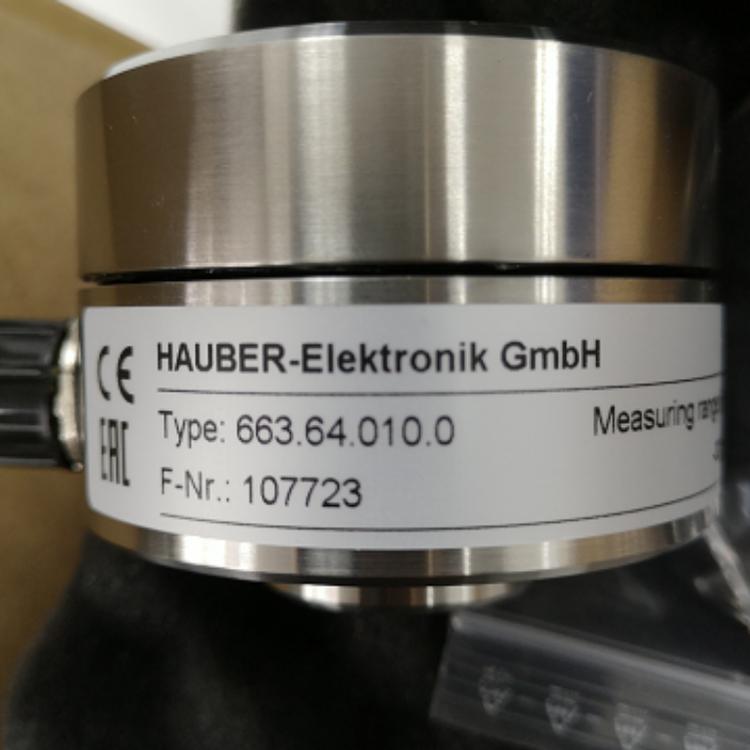 CE HAUBER-Elektronik GmbH
EAC
Type: 663.64.010.0 Measuring
F-Nr.: 107723